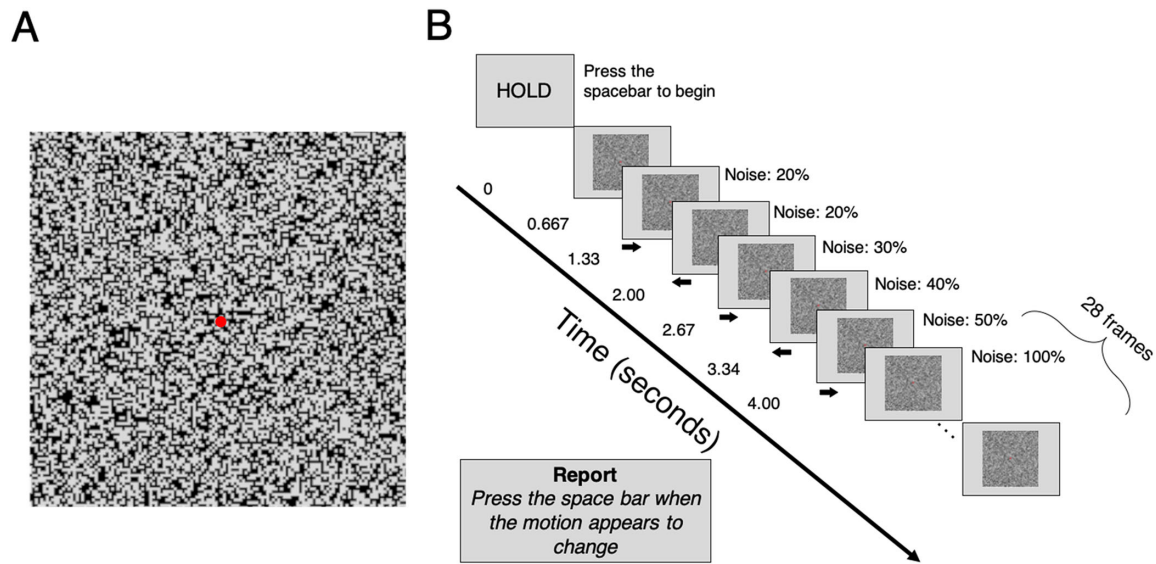 A
B
HOLD
Press the
spacebar to begin
Noise: 20%
Noise: 20%
Noise: 30%
Noise: 40%
Noise: 50%
Noise: 100%
28 frames
0
0.667
1.33
2.00
2.67
3.34
4.00
Time (seconds)
...
Report
Press the space bar when
the motion appears to
change